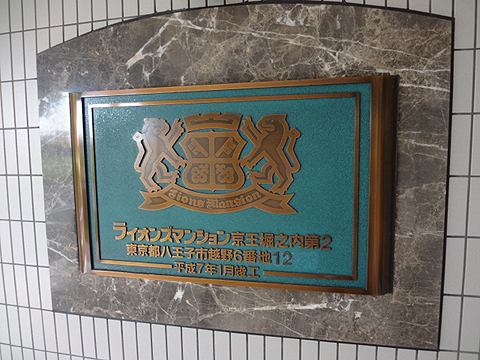 Lions Mansion
ライオンズマンション京王堀之内第2
東京都八王子市越野6番地12
平成7年1月竣工